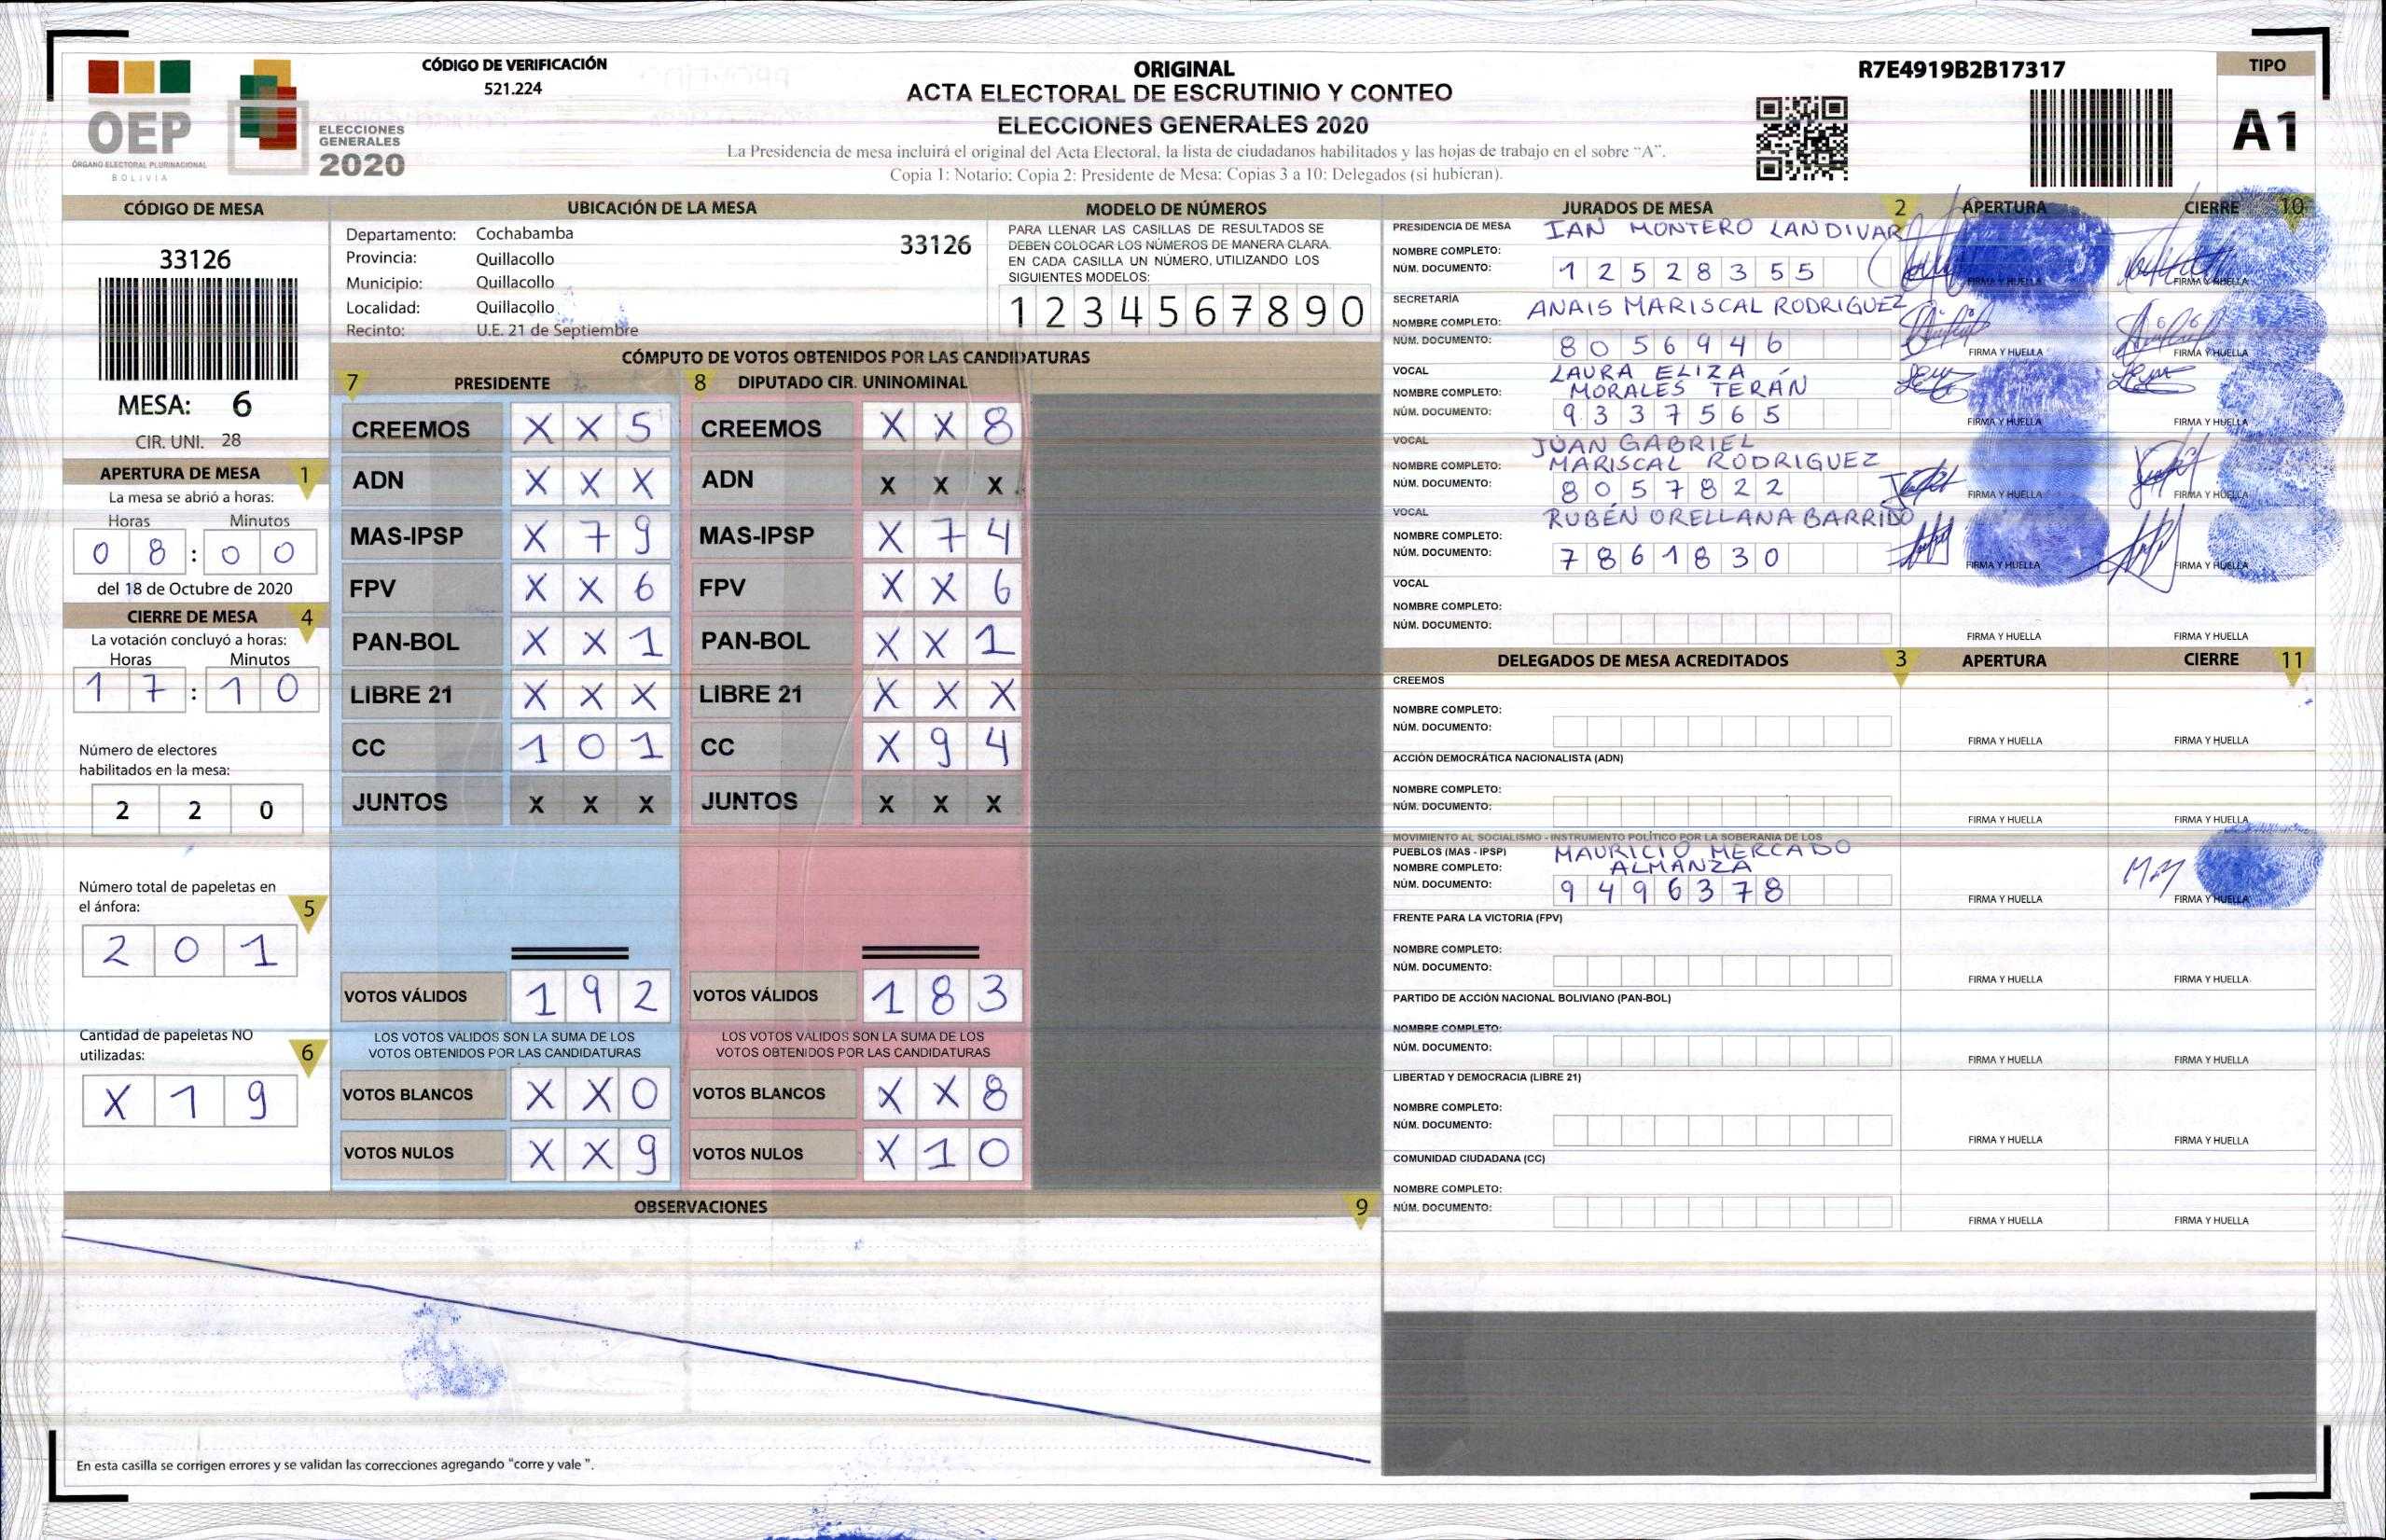 CÓDIGO DE VERIFICACIÓN
521.224
OEP
ÓRGANO ELECTORAL PLURINACIONAL
BOLIVIA
ELECCIONES
GENERALES
2020
ORIGINAL
ACTA ELECTORAL DE ESCRUTINIO Y CONTEO
ELECCIONES GENERALES 2020
La Presidencia de mesa incluirá el original del Acta Electoral, la lista de ciudadanos habilitados y las hojas de trabajo en el sobre "A".
Copia 1: Notario; Copia 2: Presidente de Mesa; Copias 3 a 10: Delegados (si hubieran).
R7E4919B2B17317
TIPO
A1
CÓDIGO DE MESA
33126
MESA: 6
CIR. UNI. 28
APERTURA DE MESA 1
La mesa se abrió a horas:
Horas Minutos
0 8 : 0 0
del 18 de Octubre de 2020
CIERRE DE MESA 4
La votación concluyó a horas:
Horas Minutos
1 7 : 1 0
Número de electores
habilitados en la mesa:
2 2 0
Número total de papeletas en
el ánfora: 5
2 0 1
Cantidad de papeletas NO
utilizadas: 6
X 1 9
UBICACIÓN DE LA MESA
Departamento: Cochabamba 33126
Provincia: Quillacollo
Municipio: Quillacollo
Localidad: Quillacollo
Recinto: U.E. 21 de Septiembre
MODELO DE NÚMEROS
PARA LLENAR LAS CASILLAS DE RESULTADOS SE
DEBEN COLOCAR LOS NÚMEROS DE MANERA CLARA.
EN CADA CASILLA UN NÚMERO, UTILIZANDO LOS
SIGUIENTES MODELOS:
1 2 3 4 5 6 7 8 9 0
CÓMPUTO DE VOTOS OBTENIDOS POR LAS CANDIDATURAS
7 PRESIDENTE 8 DIPUTADO CIR. UNINOMINAL
CREEMOS X X 5 CREEMOS X X 8
ADN X X X ADN X X X
MAS-IPSP X 7 9 MAS-IPSP X 7 4
FPV X X 6 FPV X X 6
PAN-BOL X X 1 PAN-BOL X X 1
LIBRE 21 X X X LIBRE 21 X X X
CC 1 0 1 CC X 9 4
JUNTOS X X X JUNTOS X X X
VOTOS VÁLIDOS 1 9 2 VOTOS VÁLIDOS 1 8 3
LOS VOTOS VÁLIDOS SON LA SUMA DE LOS LOS VOTOS VÁLIDOS SON LA SUMA DE LOS
VOTOS OBTENIDOS POR LAS CANDIDATURAS VOTOS OBTENIDOS POR LAS CANDIDATURAS
VOTOS BLANCOS X X 0 VOTOS BLANCOS X X 8
VOTOS NULOS X X 9 VOTOS NULOS X 1 0
OBSERVACIONES 9
En esta casilla se corrigen errores y se validan las correcciones agregando "corre y vale ".
JURADOS DE MESA 2 APERTURA CIERRE 10
PRESIDENCIA DE MESA IAN MONTERO LANDIVAR
NOMBRE COMPLETO:
NÚM. DOCUMENTO: 1 2 5 2 8 3 5 5 FIRMA Y HUELLA FIRMA Y HUELLA
SECRETARÍA ANAIS MARISCAL RODRIGUEZ
NOMBRE COMPLETO:
NÚM. DOCUMENTO: 8 0 5 6 9 4 6 FIRMA Y HUELLA FIRMA Y HUELLA
VOCAL LAURA ELIZA
NOMBRE COMPLETO: MORALES TERÁN
NÚM. DOCUMENTO: 9 3 3 7 5 6 5 FIRMA Y HUELLA FIRMA Y HUELLA
VOCAL JUAN GABRIEL
NOMBRE COMPLETO: MARISCAL RODRIGUEZ
NÚM. DOCUMENTO: 8 0 5 7 8 2 2 FIRMA Y HUELLA FIRMA Y HUELLA
VOCAL RUBÉN ORELLANA BARRIDO
NOMBRE COMPLETO:
NÚM. DOCUMENTO: 7 8 6 1 8 3 0 FIRMA Y HUELLA FIRMA Y HUELLA
VOCAL
NOMBRE COMPLETO:
NÚM. DOCUMENTO: FIRMA Y HUELLA FIRMA Y HUELLA
DELEGADOS DE MESA ACREDITADOS 3 APERTURA CIERRE 11
CREEMOS
NOMBRE COMPLETO:
NÚM. DOCUMENTO: FIRMA Y HUELLA FIRMA Y HUELLA
ACCIÓN DEMOCRÁTICA NACIONALISTA (ADN)
NOMBRE COMPLETO:
NÚM. DOCUMENTO: FIRMA Y HUELLA FIRMA Y HUELLA
MOVIMIENTO AL SOCIALISMO - INSTRUMENTO POLÍTICO POR LA SOBERANIA DE LOS
PUEBLOS (MAS - IPSP) MAURICIO MERCADO
NOMBRE COMPLETO: ALMANZA
NÚM. DOCUMENTO: 9 4 9 6 3 7 8 FIRMA Y HUELLA FIRMA Y HUELLA
FRENTE PARA LA VICTORIA (FPV)
NOMBRE COMPLETO:
NÚM. DOCUMENTO: FIRMA Y HUELLA FIRMA Y HUELLA
PARTIDO DE ACCIÓN NACIONAL BOLIVIANO (PAN-BOL)
NOMBRE COMPLETO:
NÚM. DOCUMENTO: FIRMA Y HUELLA FIRMA Y HUELLA
LIBERTAD Y DEMOCRACIA (LIBRE 21)
NOMBRE COMPLETO:
NÚM. DOCUMENTO: FIRMA Y HUELLA FIRMA Y HUELLA
COMUNIDAD CIUDADANA (CC)
NOMBRE COMPLETO:
NÚM. DOCUMENTO: FIRMA Y HUELLA FIRMA Y HUELLA